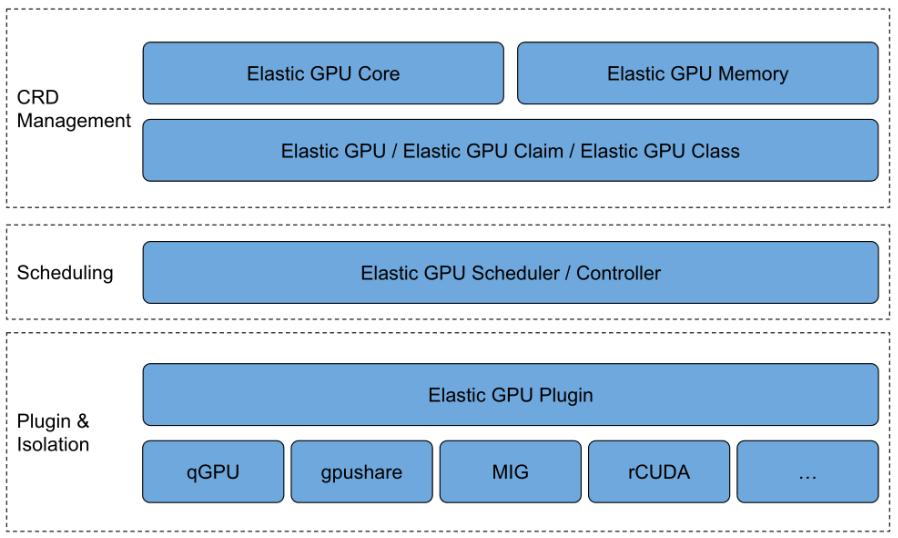 CRD
Management
Elastic GPU Core
Elastic GPU Memory
Elastic GPU / Elastic GPU Claim / Elastic GPU Class
Scheduling
Elastic GPU Scheduler / Controller
Plugin &
Isolation
Elastic GPU Plugin
qGPU
gpushare
MIG
rCUDA
…